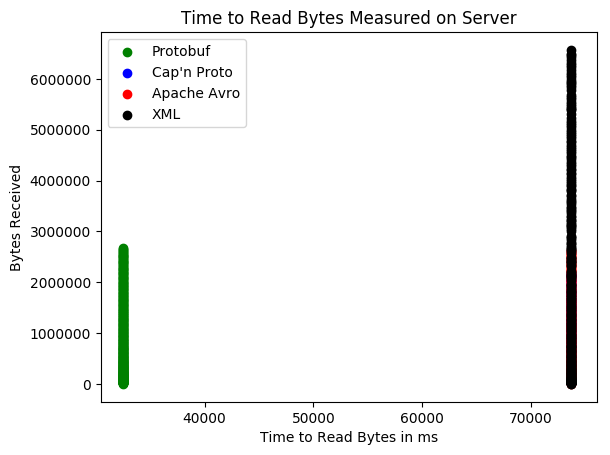 Time to Read Bytes Measured on Server
Protobuf
Cap'n Proto
Apache Avro
XML
Bytes Received
6000000
5000000
4000000
3000000
2000000
1000000
0
40000 50000 60000 70000
Time to Read Bytes in ms